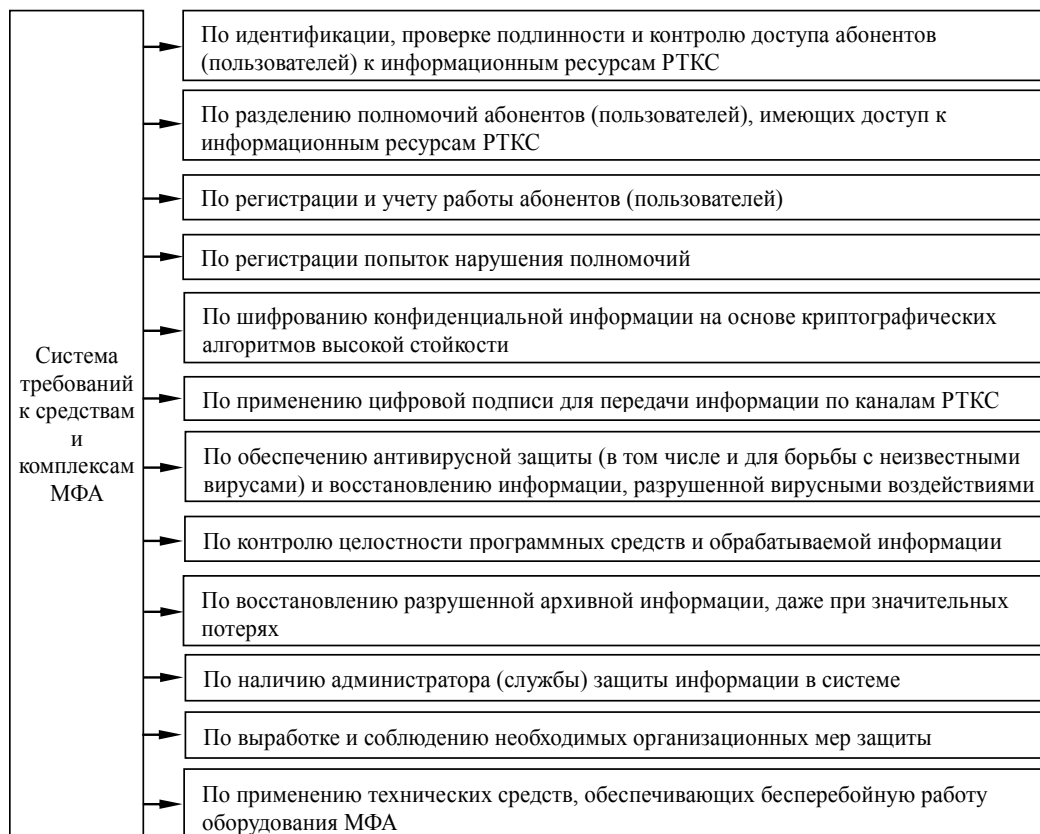 По идентификации, проверке подлинности и контролю доступа абонентов
(пользователей) к информационным ресурсам РТКС
По разделению полномочий абонентов (пользователей), имеющих доступ к
информационным ресурсам РТКС
По регистрации и учету работы абонентов (пользователей)
По регистрации попыток нарушения полномочий
По шифрованию конфиденциальной информации на основе криптографических
алгоритмов высокой стойкости
Система
требований
к средствам
и
комплексам
МФА
По применению цифровой подписи для передачи информации по каналам РТКС
По обеспечению антивирусной защиты (в том числе и для борьбы с неизвестными
вирусами) и восстановлению информации, разрушенной вирусными воздействиями
По контролю целостности программных средств и обрабатываемой информации
По восстановлению разрушенной архивной информации, даже при значительных
потерях
По наличию администратора (службы) защиты информации в системе
По выработке и соблюдению необходимых организационных мер защиты
По применению технических средств, обеспечивающих бесперебойную работу
оборудования МФА